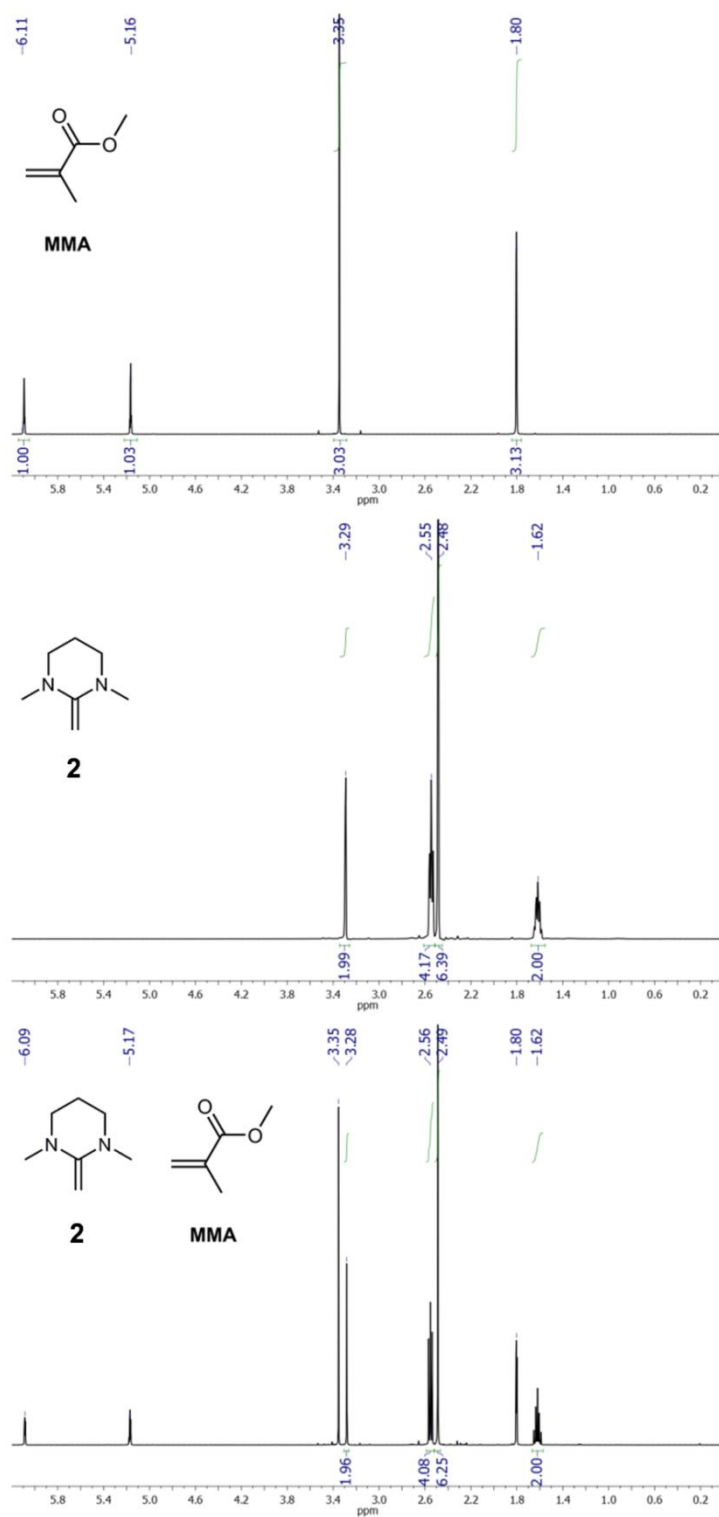 6.11 5.16 3.35 1.80
O
O
MMA
1.00 1.03 3.03 3.13
5.8 5.4 5.0 4.6 4.2 3.8 3.4 3.0 2.6 2.2 1.8 1.4 1.0 0.6 0.2
ppm
3.29 2.55 2.48 1.62
N N
2
1.99 4.17 6.39 2.00
5.8 5.4 5.0 4.6 4.2 3.8 3.4 3.0 2.6 2.2 1.8 1.4 1.0 0.6 0.2
ppm
6.09 5.17 3.35 3.28 2.56 2.49 1.80 1.62
O
N N O
2 MMA
1.96 4.08 6.25 2.00
5.8 5.4 5.0 4.6 4.2 3.8 3.4 3.0 2.6 2.2 1.8 1.4 1.0 0.6 0.2
ppm